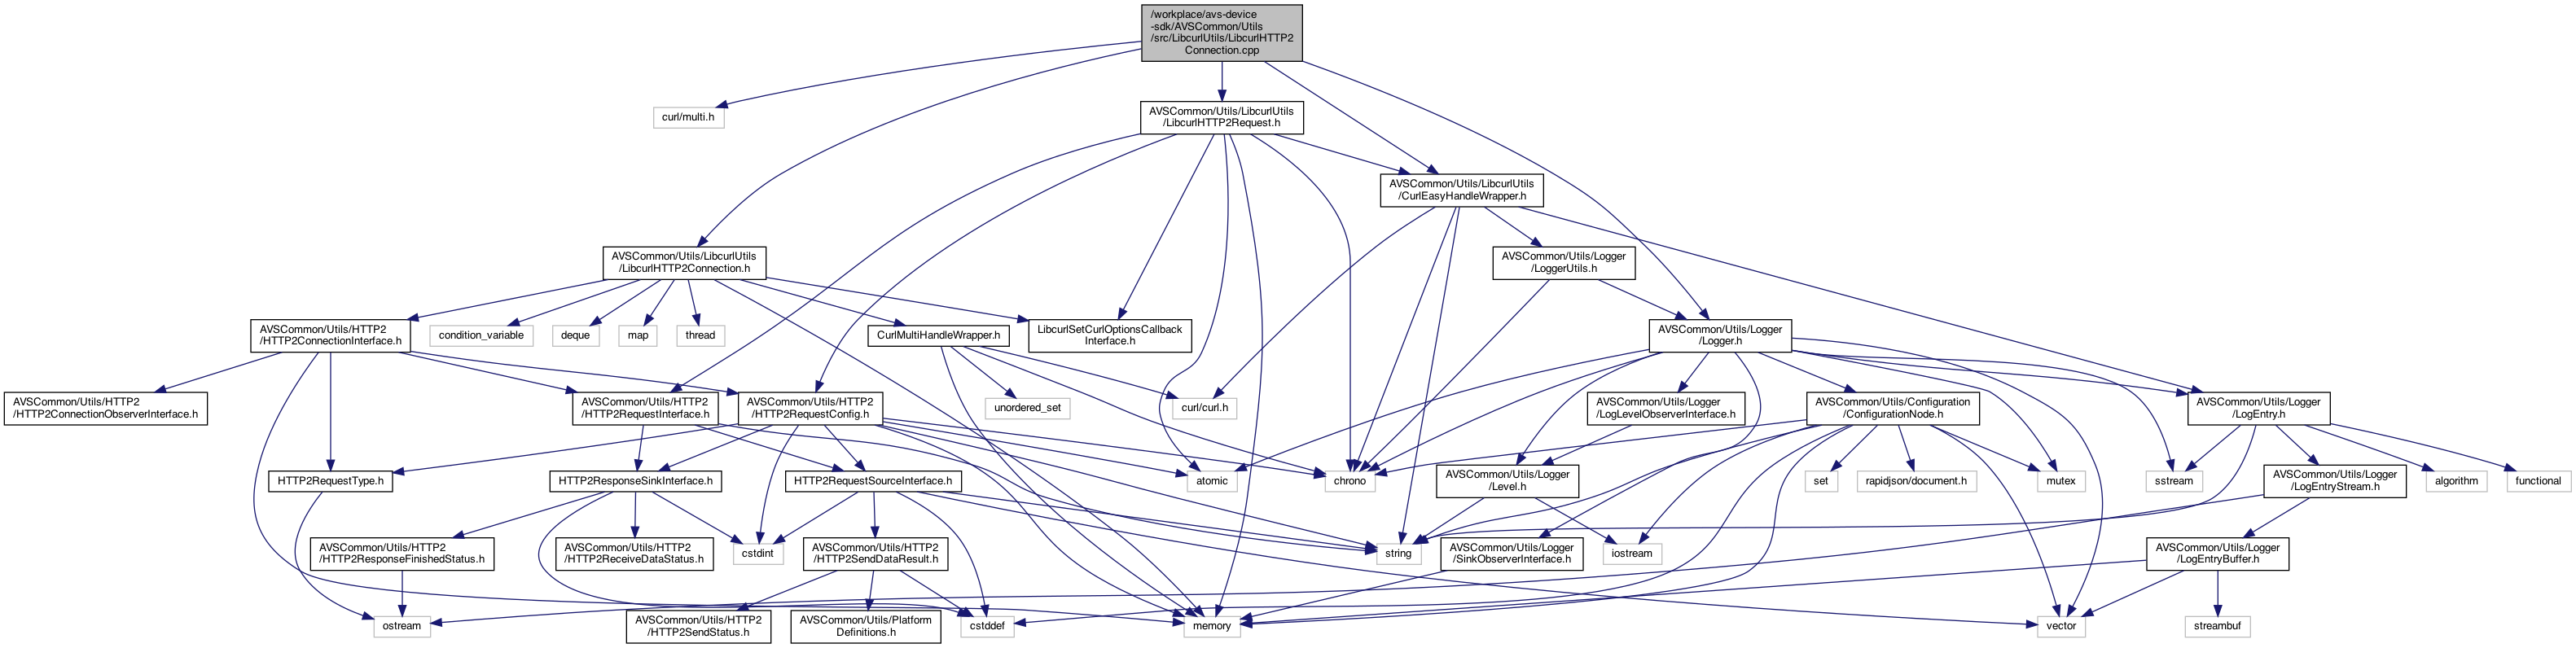 /workplace/avs-device
-sdk/AVSCommon/Utils
/src/LibcurlUtils/LibcurlHTTP2
Connection.cpp
curl/multi.h
AVSCommon/Utils/LibcurlUtils
/LibcurlHTTP2Request.h
AVSCommon/Utils/LibcurlUtils
/CurlEasyHandleWrapper.h
AVSCommon/Utils/LibcurlUtils
/LibcurlHTTP2Connection.h
AVSCommon/Utils/Logger
/LoggerUtils.h
AVSCommon/Utils/HTTP2
/HTTP2ConnectionInterface.h
condition_variable
deque
map
thread
CurlMultiHandleWrapper.h
LibcurlSetCurlOptionsCallback
Interface.h
AVSCommon/Utils/Logger
/Logger.h
AVSCommon/Utils/HTTP2
/HTTP2ConnectionObserverInterface.h
AVSCommon/Utils/HTTP2
/HTTP2RequestInterface.h
AVSCommon/Utils/HTTP2
/HTTP2RequestConfig.h
unordered_set
curl/curl.h
AVSCommon/Utils/Logger
/LogLevelObserverInterface.h
AVSCommon/Utils/Configuration
/ConfigurationNode.h
AVSCommon/Utils/Logger
/LogEntry.h
HTTP2RequestType.h
HTTP2ResponseSinkInterface.h
HTTP2RequestSourceInterface.h
atomic
chrono
AVSCommon/Utils/Logger
/Level.h
set
rapidjson/document.h
mutex
sstream
AVSCommon/Utils/Logger
/LogEntryStream.h
algorithm
functional
AVSCommon/Utils/HTTP2
/HTTP2ResponseFinishedStatus.h
AVSCommon/Utils/HTTP2
/HTTP2ReceiveDataStatus.h
cstdint
AVSCommon/Utils/HTTP2
/HTTP2SendDataResult.h
string
AVSCommon/Utils/Logger
/SinkObserverInterface.h
iostream
AVSCommon/Utils/Logger
/LogEntryBuffer.h
ostream
AVSCommon/Utils/HTTP2
/HTTP2SendStatus.h
AVSCommon/Utils/Platform
Definitions.h
cstddef
memory
vector
streambuf